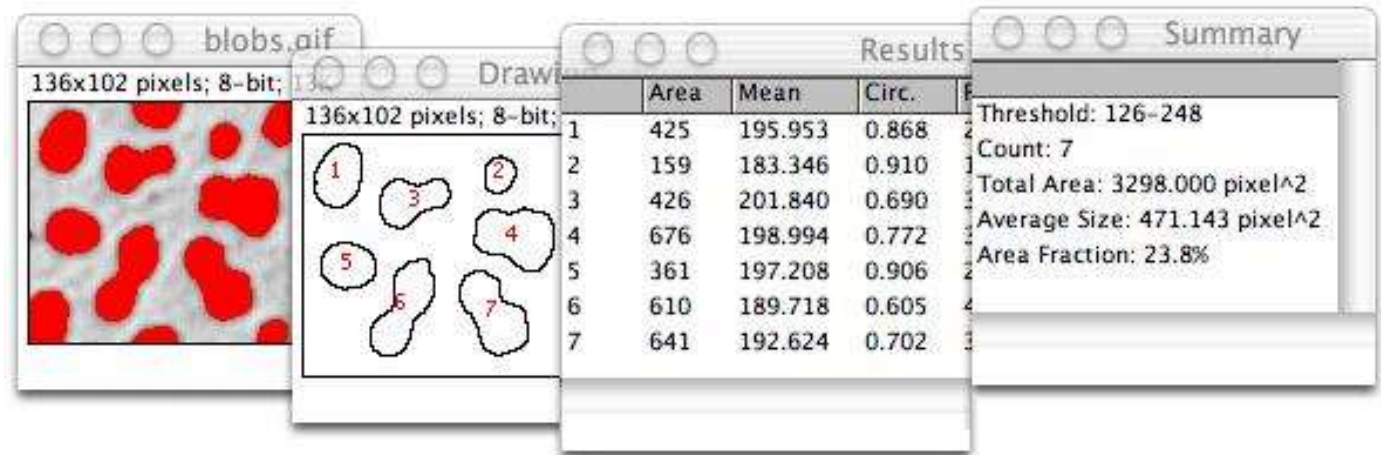 blobs.gif
136x102 pixels; 8-bit;
Drawi
136x102 pixels; 8-bit;
1
2
3
4
5
6
7
Results
Area Mean Circ.
1 425 195.953 0.868
2 159 183.346 0.910
3 426 201.840 0.690
4 676 198.994 0.772
5 361 197.208 0.906
6 610 189.718 0.605
7 641 192.624 0.702
Summary
Threshold: 126-248
Count: 7
Total Area: 3298.000 pixel^2
Average Size: 471.143 pixel^2
Area Fraction: 23.8%